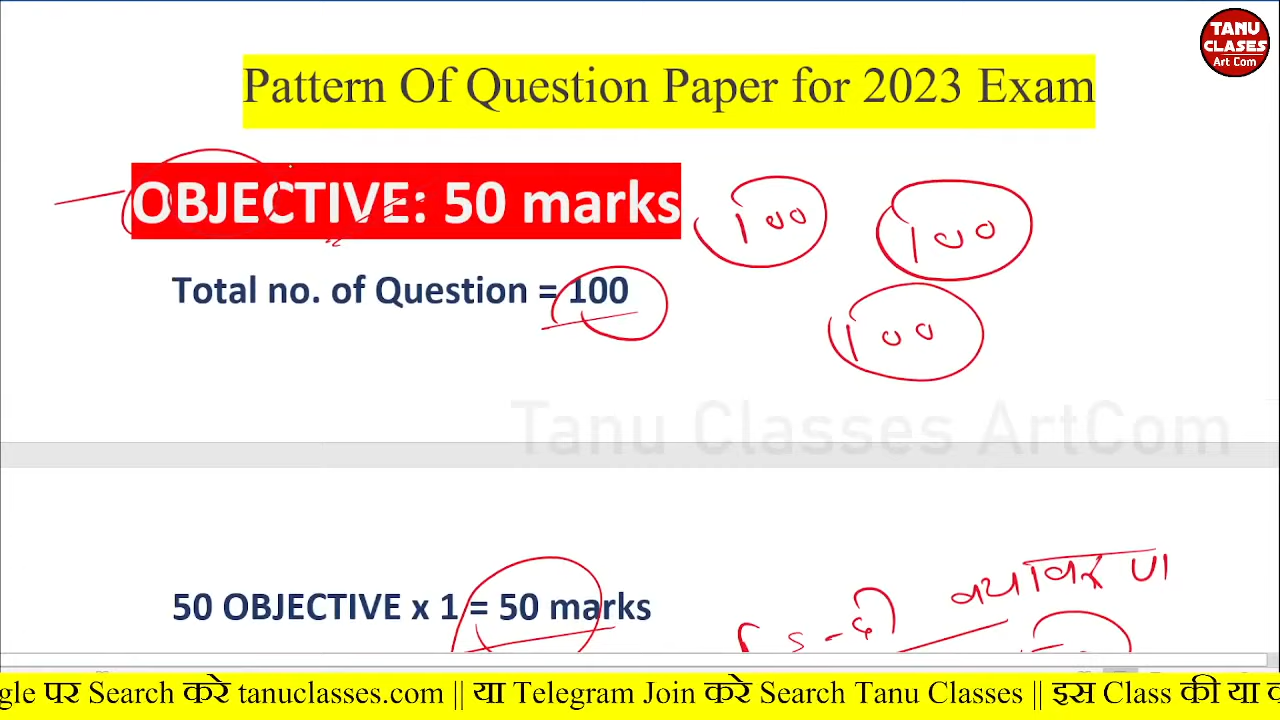 TANU
CLASES
Art Com
Pattern Of Question Paper for 2023 Exam
OBJECTIVE: 50 marks
100
100
Total no. of Question = 100
100
Tanu Classes ArtCom
50 OBJECTIVE x 1 = 50 marks
gle पर Search करे tanuclasses.com || या Telegram Join करे Search Tanu Classes || इस Class की या